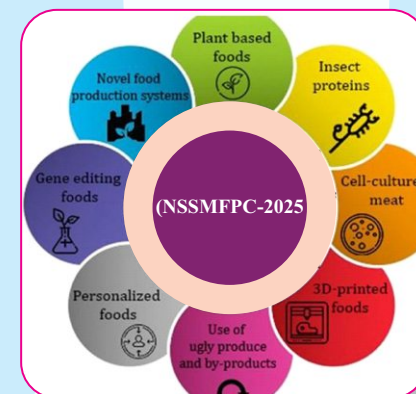 Plant based
foods
Insect
proteins
Cell-culture
meat
3D-printed
foods
Use of
ugly produce
and by-products
Personalized
foods
Gene editing
foods
Novel food
production systems
(NSSMFPC-2025